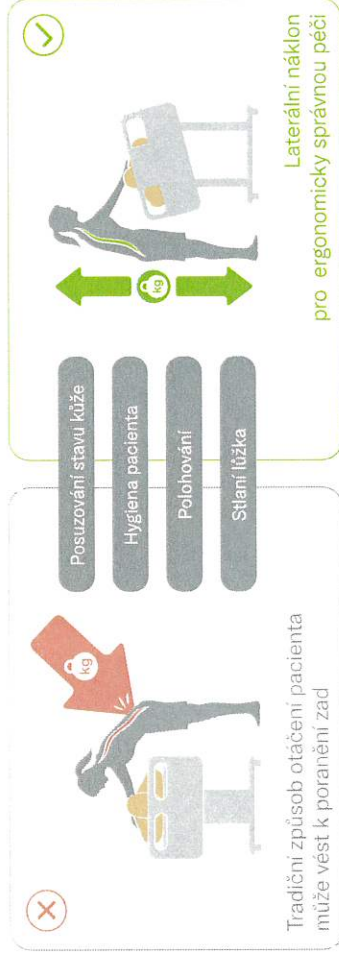 kg
Tradiční způsob otáčení pacienta
může vést k poranění zad
Posuzování stavu kůže
Hygiena pacienta
Polohování
Stlaní lůžka
kg
Laterální náklon
pro ergonomicky správnou péči